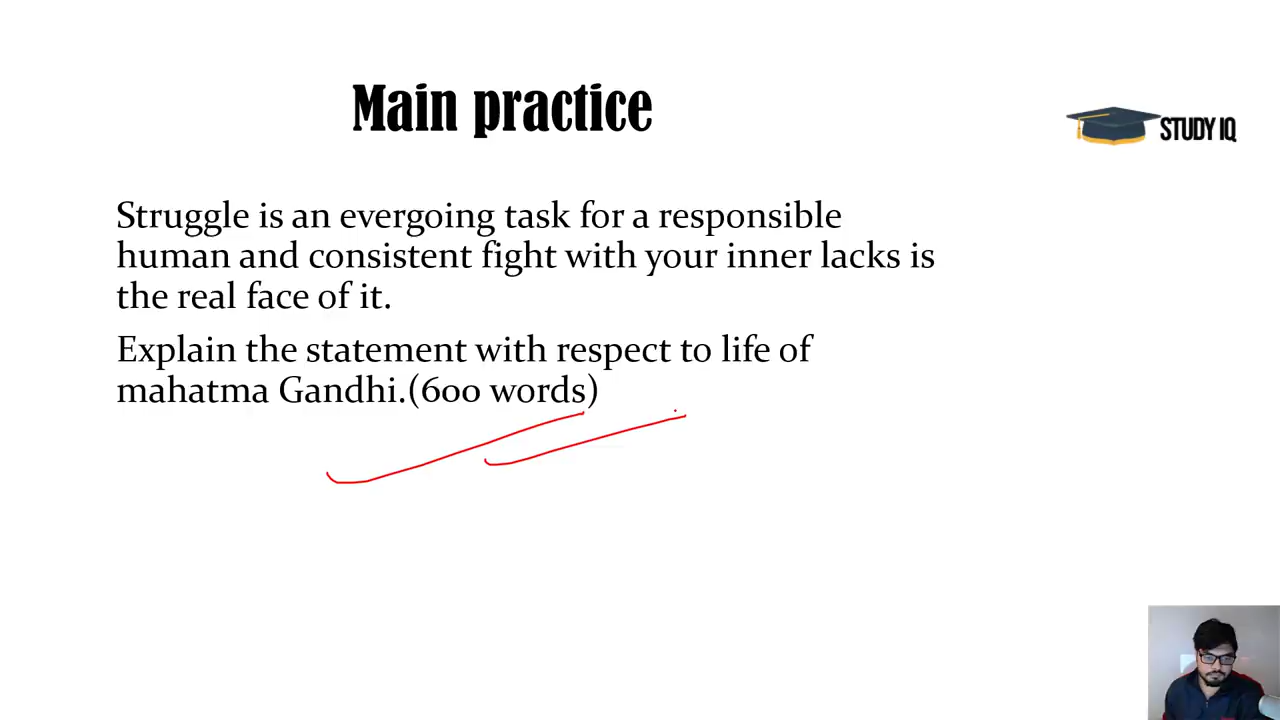 Main practice
STUDY IQ
Struggle is an evergoing task for a responsible
human and consistent fight with your inner lacks is
the real face of it.
Explain the statement with respect to life of
mahatma Gandhi.(600 words)